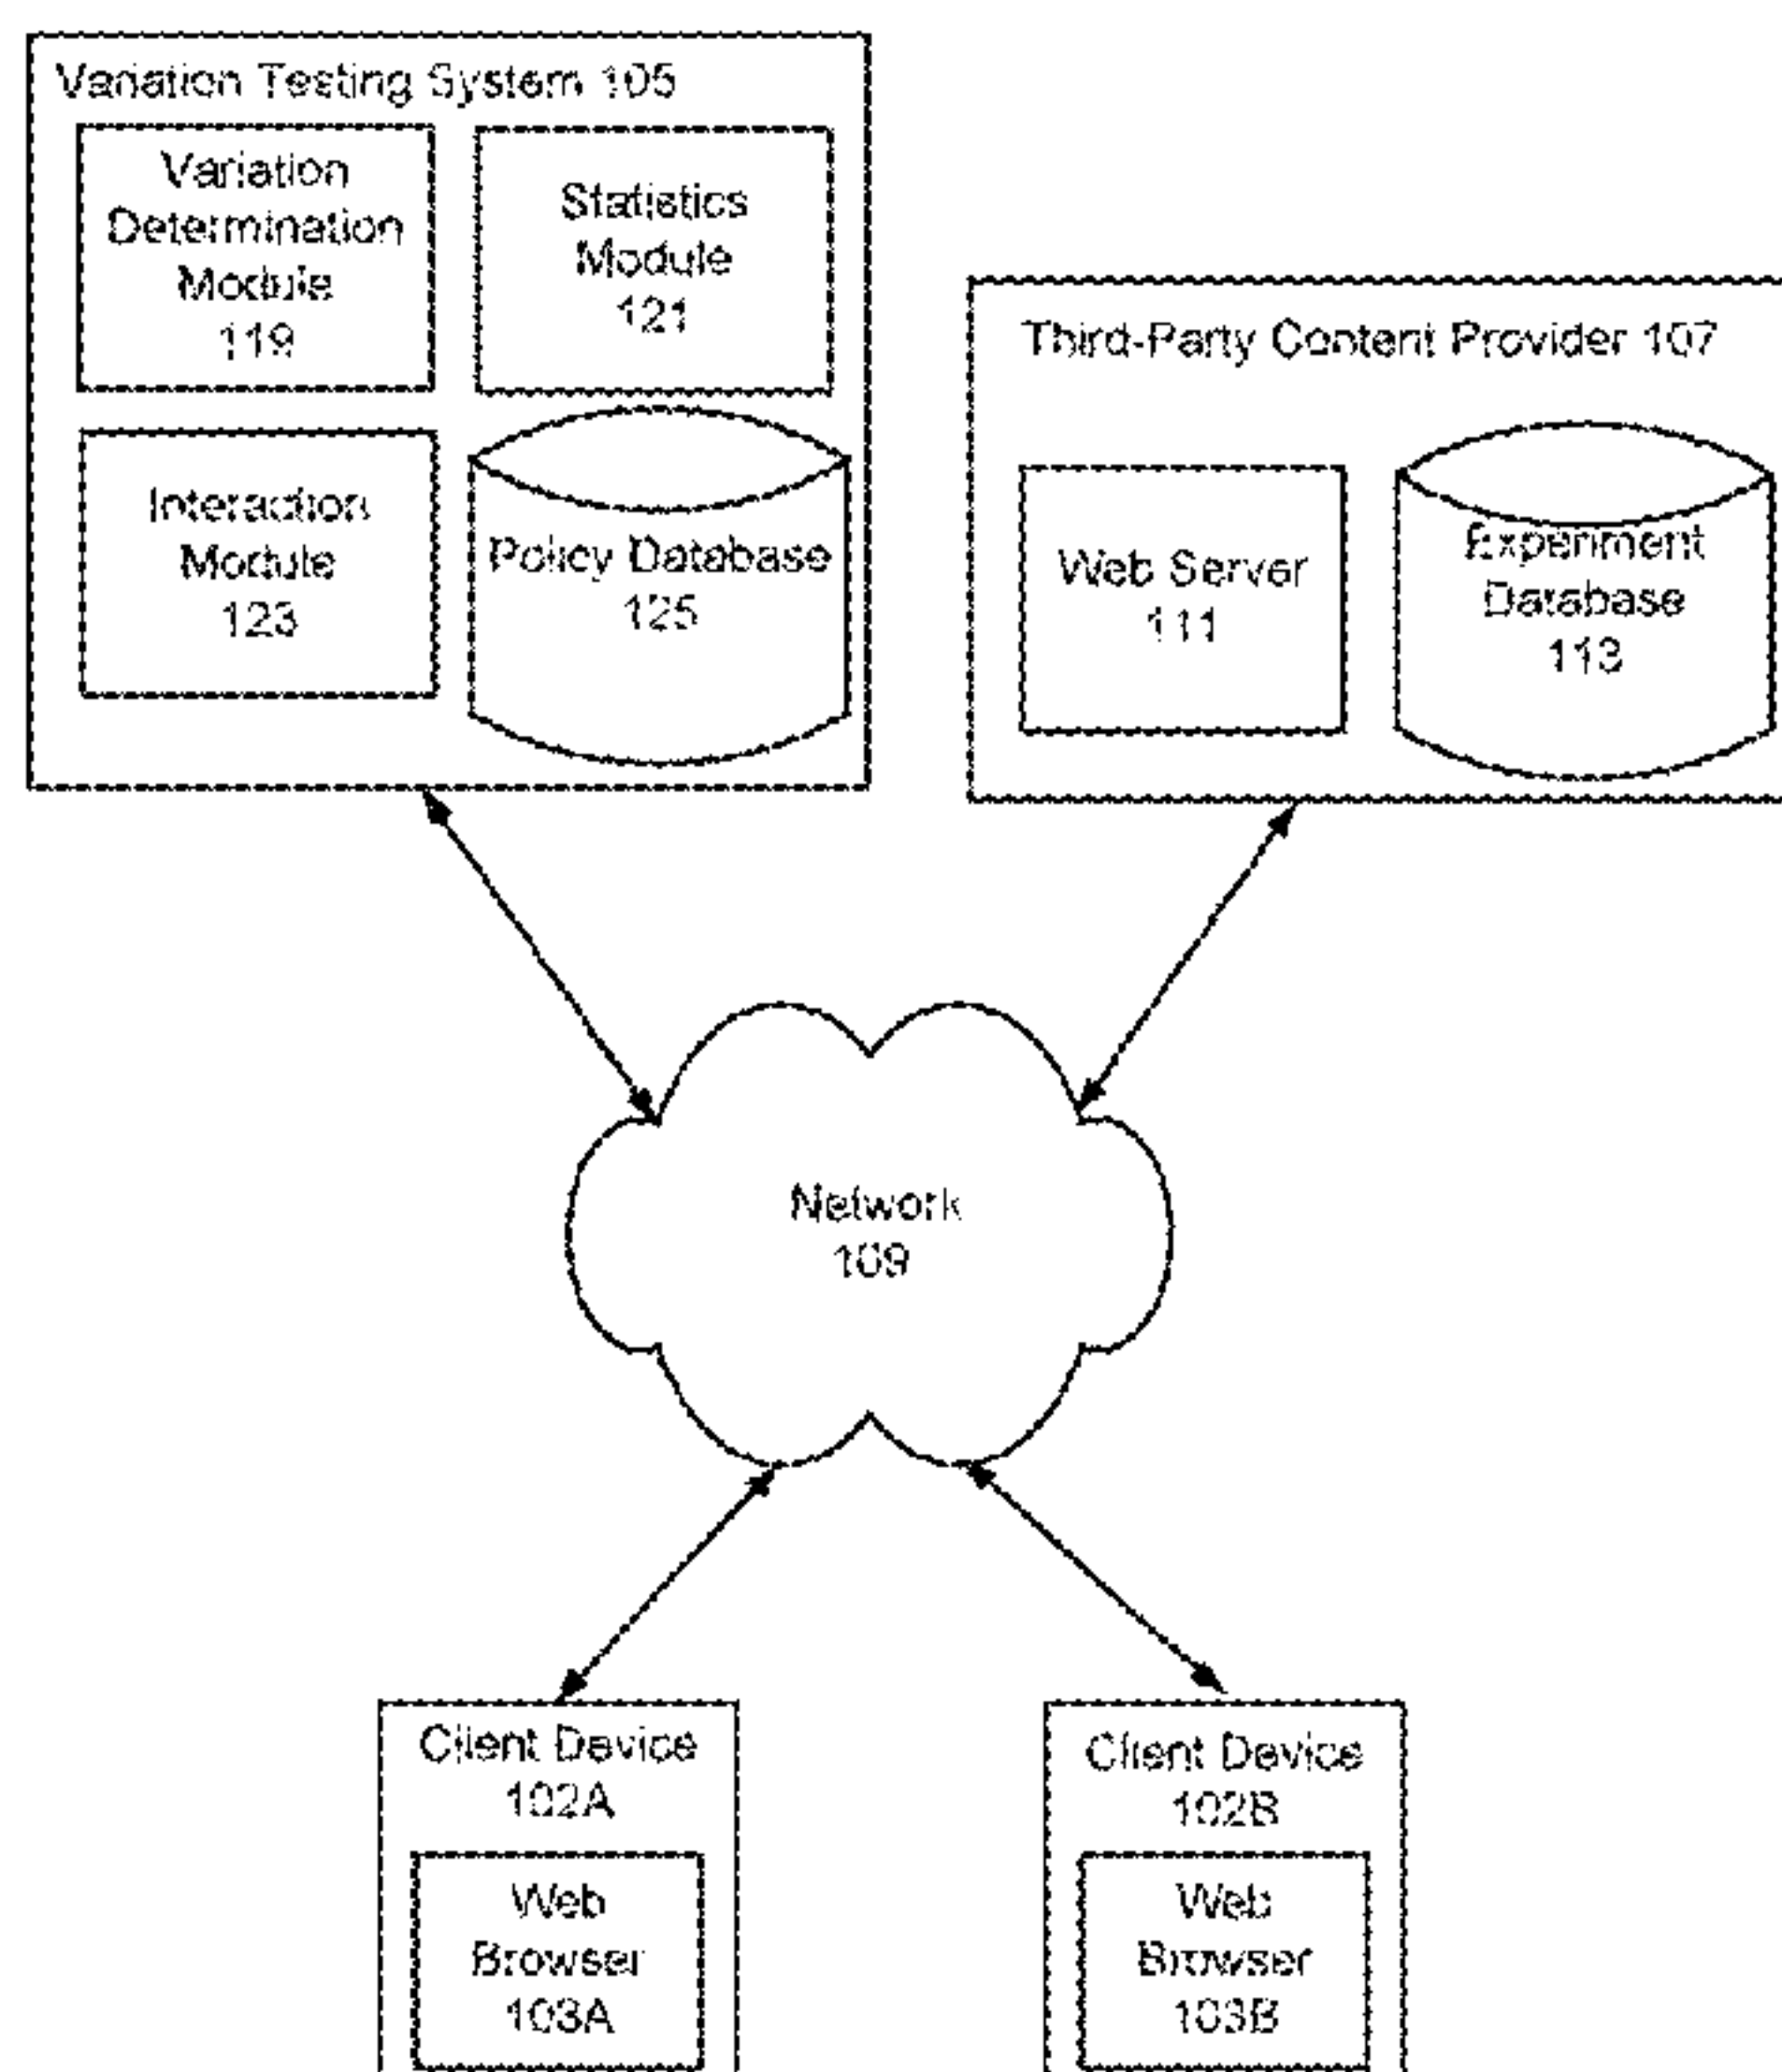 Variation Testing System 105
Variation
Determination
Module
119
Statistics
Module
121
Interaction
Module
123
Policy Database
125
Third-Party Content Provider 107
Web Server
111
Experiment
Database
113
Network
109
Client Device
102A
Web
Browser
103A
Client Device
102B
Web
Browser
103B